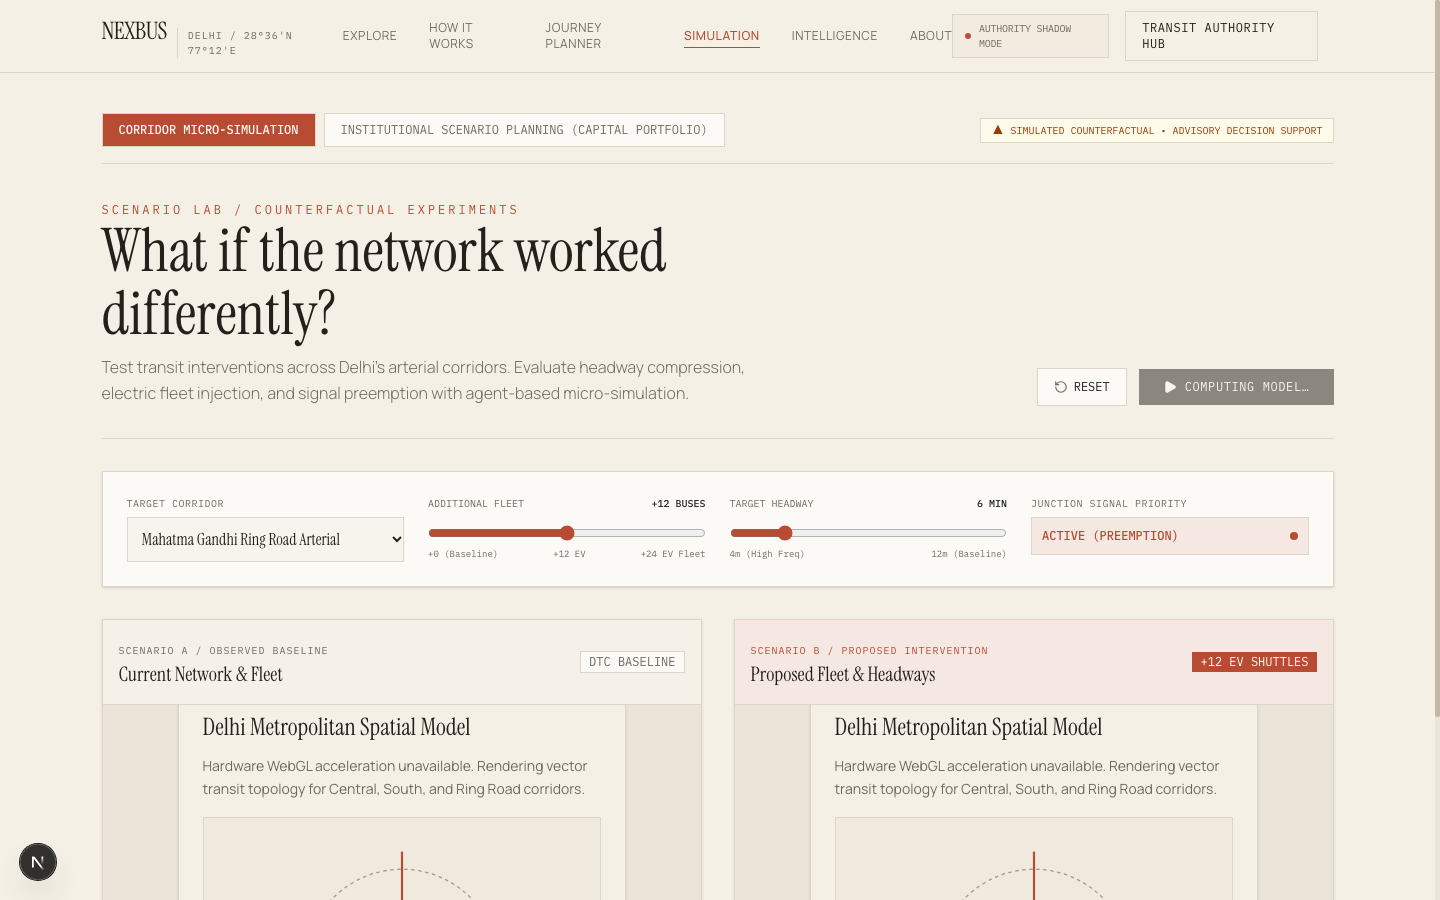 NEXBUS
DELHI / 28°36'N
77°12'E
EXPLORE
HOW IT
WORKS
JOURNEY
PLANNER
SIMULATION
INTELLIGENCE
ABOUT
AUTHORITY SHADOW
MODE
TRANSIT AUTHORITY
HUB
CORRIDOR MICRO-SIMULATION
INSTITUTIONAL SCENARIO PLANNING (CAPITAL PORTFOLIO)
▲ SIMULATED COUNTERFACTUAL • ADVISORY DECISION SUPPORT
SCENARIO LAB / COUNTERFACTUAL EXPERIMENTS
What if the network worked
differently?
Test transit interventions across Delhi's arterial corridors. Evaluate headway compression,
electric fleet injection, and signal preemption with agent-based micro-simulation.
RESET
COMPUTING MODEL…
TARGET CORRIDOR
Mahatma Gandhi Ring Road Arterial
ADDITIONAL FLEET
+12 BUSES
+0 (Baseline)
+12 EV
+24 EV Fleet
TARGET HEADWAY
6 MIN
4m (High Freq)
12m (Baseline)
JUNCTION SIGNAL PRIORITY
ACTIVE (PREEMPTION)
SCENARIO A / OBSERVED BASELINE
Current Network & Fleet
DTC BASELINE
Delhi Metropolitan Spatial Model
Hardware WebGL acceleration unavailable. Rendering vector
transit topology for Central, South, and Ring Road corridors.
SCENARIO B / PROPOSED INTERVENTION
Proposed Fleet & Headways
+12 EV SHUTTLES
Delhi Metropolitan Spatial Model
Hardware WebGL acceleration unavailable. Rendering vector
transit topology for Central, South, and Ring Road corridors.
N